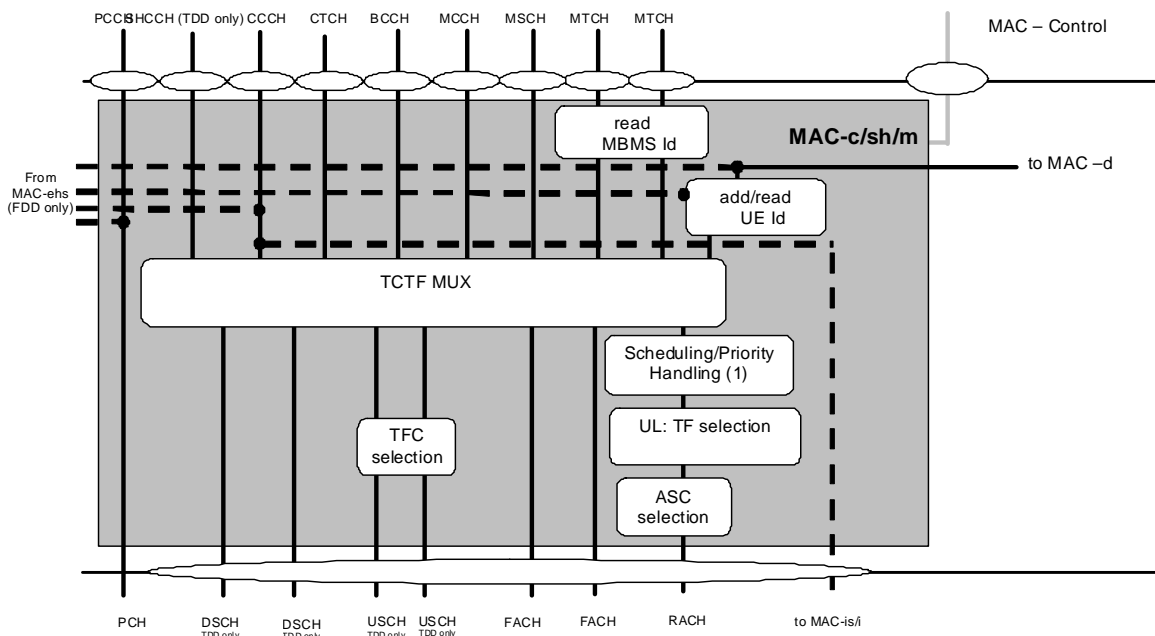 PCCH SHCCH (TDD only) CCCH CTCH BCCH MCCH MSCH MTCH MTCH
MAC – Control
read
MBMS Id
MAC-c/sh/m
From
MAC-ehs
(FDD only)
to MAC –d
add/read
UE Id
TCTF MUX
Scheduling/Priority
Handling (1)
UL: TF selection
TFC
selection
ASC
selection
PCH DSCH DSCH USCH USCH FACH FACH RACH to MAC-is/i
TDD only TDD only TDD only TDD only